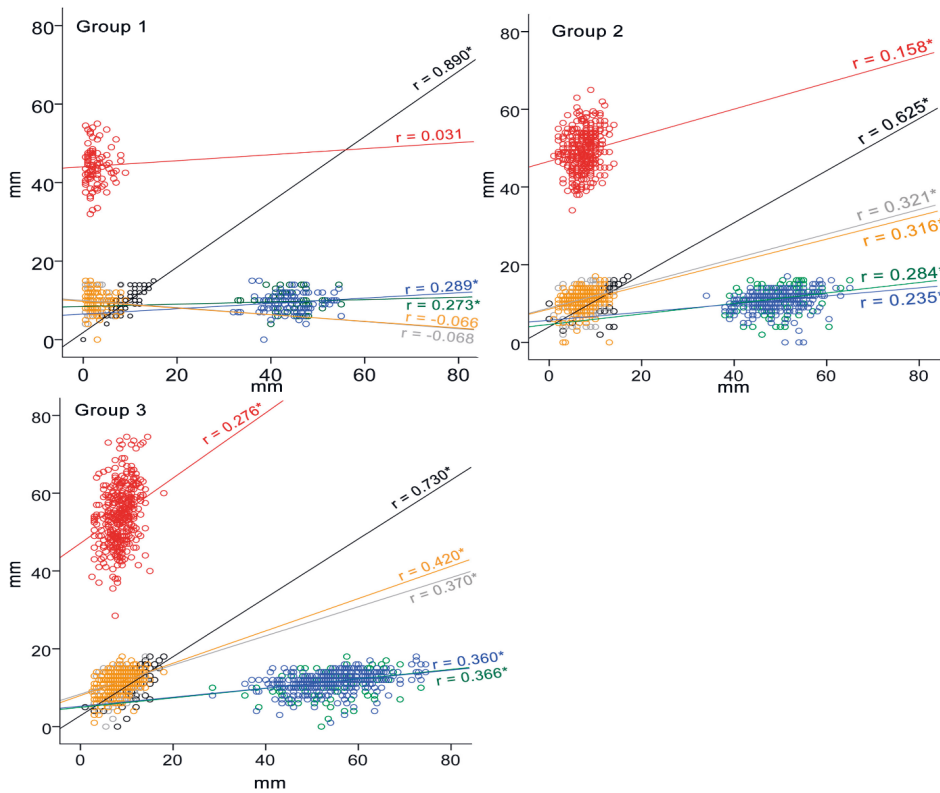 Group 1
80
60
40
20
0
mm
r = 0.890*
r = 0.031
r = 0.289*
r = 0.273*
r = -0.066
r = -0.068
0
20
40
60
80
mm
Group 2
80
60
40
20
0
mm
r = 0.158*
r = 0.625*
r = 0.321*
r = 0.316*
r = 0.284*
r = 0.235*
0
20
40
60
80
mm
Group 3
80
60
40
20
0
mm
r = 0.276*
r = 0.730*
r = 0.420*
r = 0.370*
r = 0.360*
r = 0.366*
0
20
40
60
80
mm